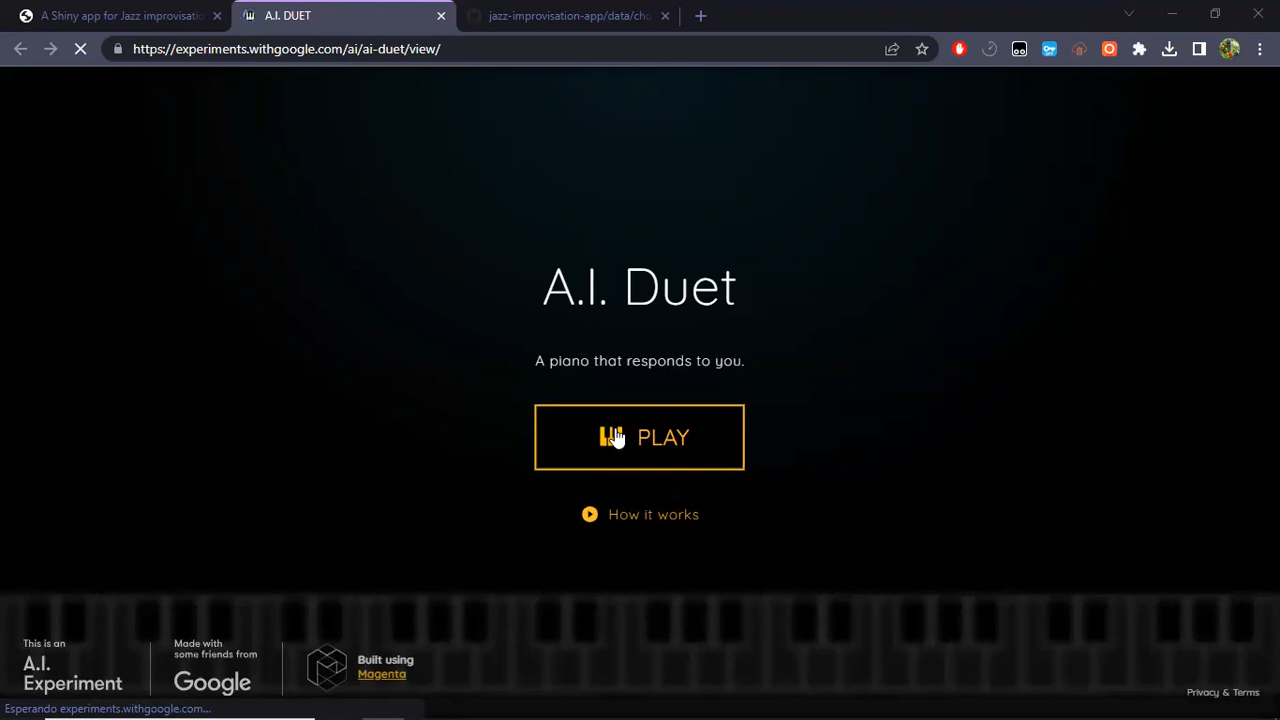 A Shiny app for Jazz improvisatio
A.I. DUET
jazz-improvisation-app/data/cho
https://experiments.withgoogle.com/ai/ai-duet/view/
A.I. Duet
A piano that responds to you.
PLAY
How it works
This is an
A.I.
Experiment
Made with
some friends from
Google
Built using
Magenta
Privacy & Terms
Esperando experiments.withgoogle.com...